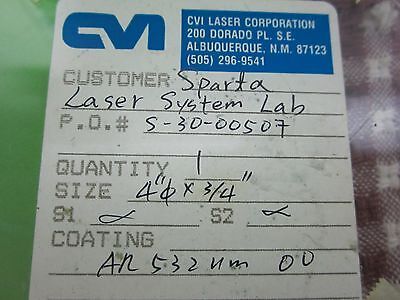 CVI
CVI LASER CORPORATION
200 DORADO PL. S.E.
ALBUQUERQUE, N.M. 87123
(505) 296-9541
CUSTOMER Sparta
Laser System Lab
P.O.# S-30-00507
QUANTITY 1
SIZE 4"φ x 3/4"
S1 ∝ S2 ∝
COATING
AR 532nm 0°